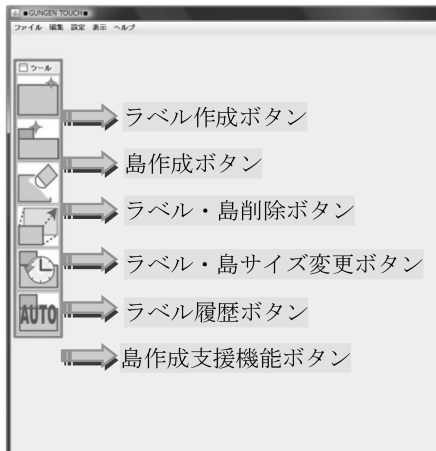 ■GUNGEN TOUCH■
ファイル 編集 設定 表示 ヘルプ
ツール
ラベル作成ボタン
島作成ボタン
ラベル・島削除ボタン
ラベル・島サイズ変更ボタン
ラベル履歴ボタン
AUTO
島作成支援機能ボタン